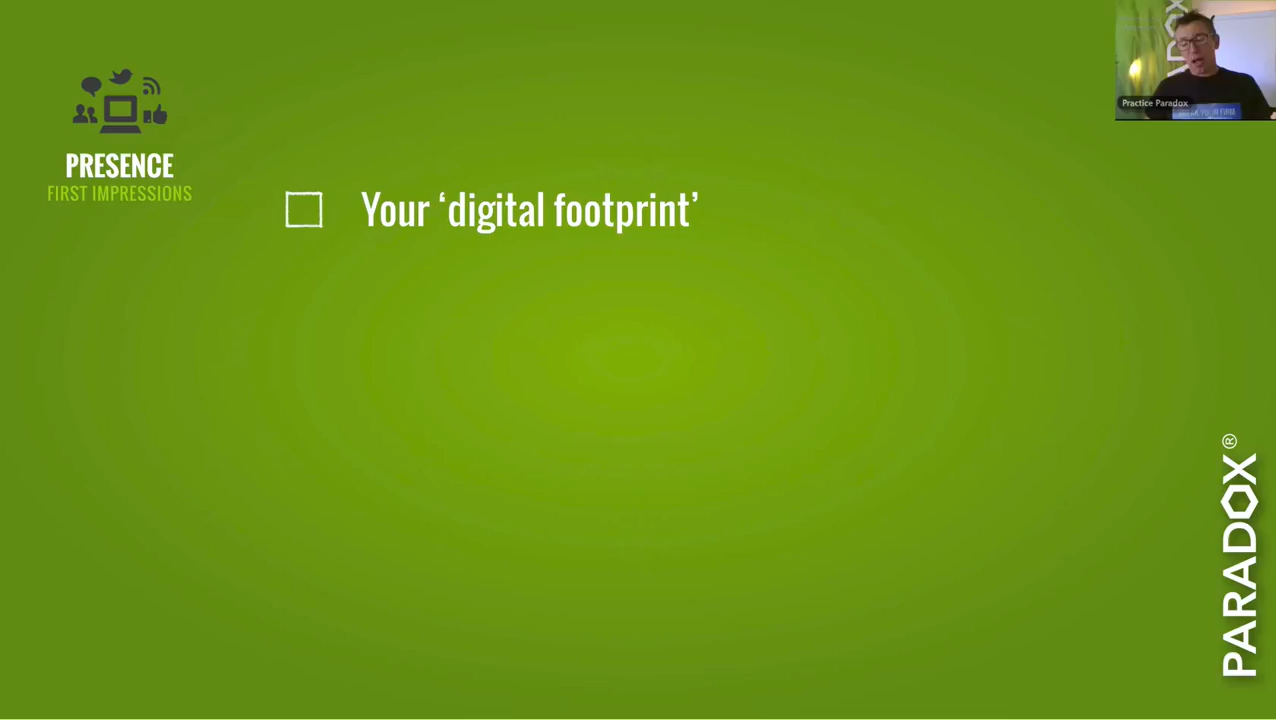 PRESENCE
FIRST IMPRESSIONS
Your ‘digital footprint’
Practice Paradox
PARADOX®